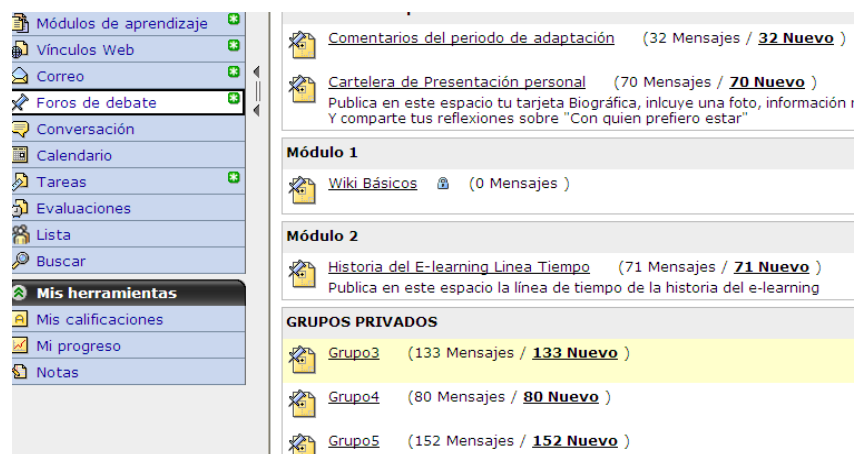 Módulos de aprendizaje
Vínculos Web
Correo
Foros de debate
Conversación
Calendario
Tareas
Evaluaciones
Lista
Buscar
Mis herramientas
Mis calificaciones
Mi progreso
Notas
Comentarios del periodo de adaptación (32 Mensajes / 32 Nuevo )
Cartelera de Presentación personal (70 Mensajes / 70 Nuevo )
Publica en este espacio tu tarjeta Biográfica, inlcuye una foto, información
Y comparte tus reflexiones sobre "Con quien prefiero estar"
Módulo 1
Wiki Básicos (0 Mensajes )
Módulo 2
Historia del E-learning Linea Tiempo (71 Mensajes / 71 Nuevo )
Publica en este espacio la línea de tiempo de la historia del e-learning
GRUPOS PRIVADOS
Grupo3 (133 Mensajes / 133 Nuevo )
Grupo4 (80 Mensajes / 80 Nuevo )
Grupo5 (152 Mensajes / 152 Nuevo )